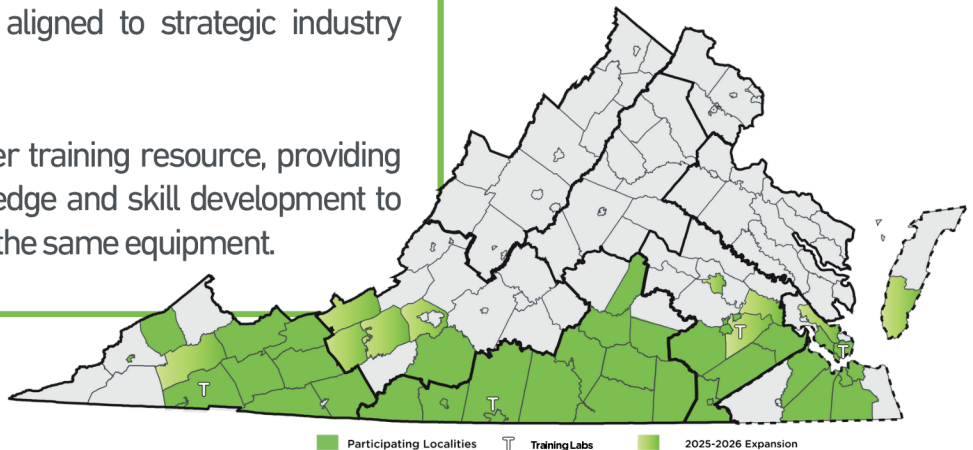 aligned to strategic industry
er training resource, providing
edge and skill development to
the same equipment.
T
T
T
T
Participating Localities
T
Training Labs
2025-2026 Expansion